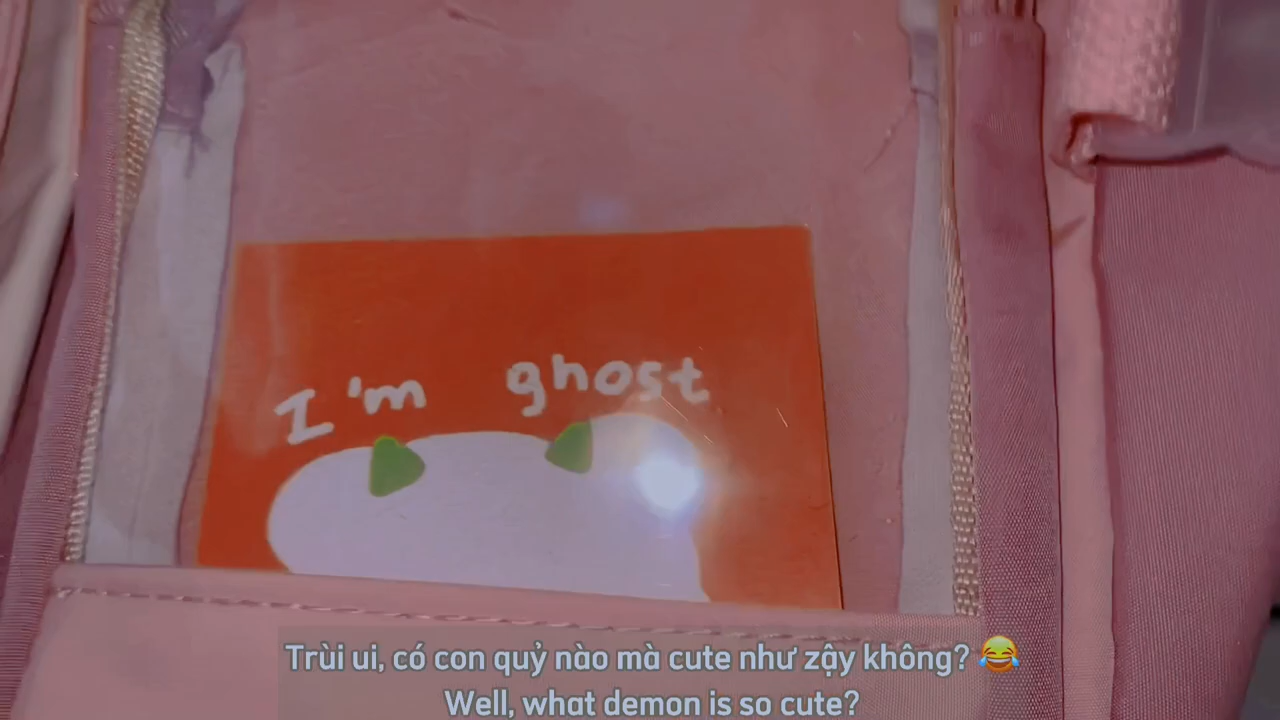 I'm ghost
Trùi ui, có con quỷ nào mà cute như zậy không? 😂
Well, what demon is so cute?